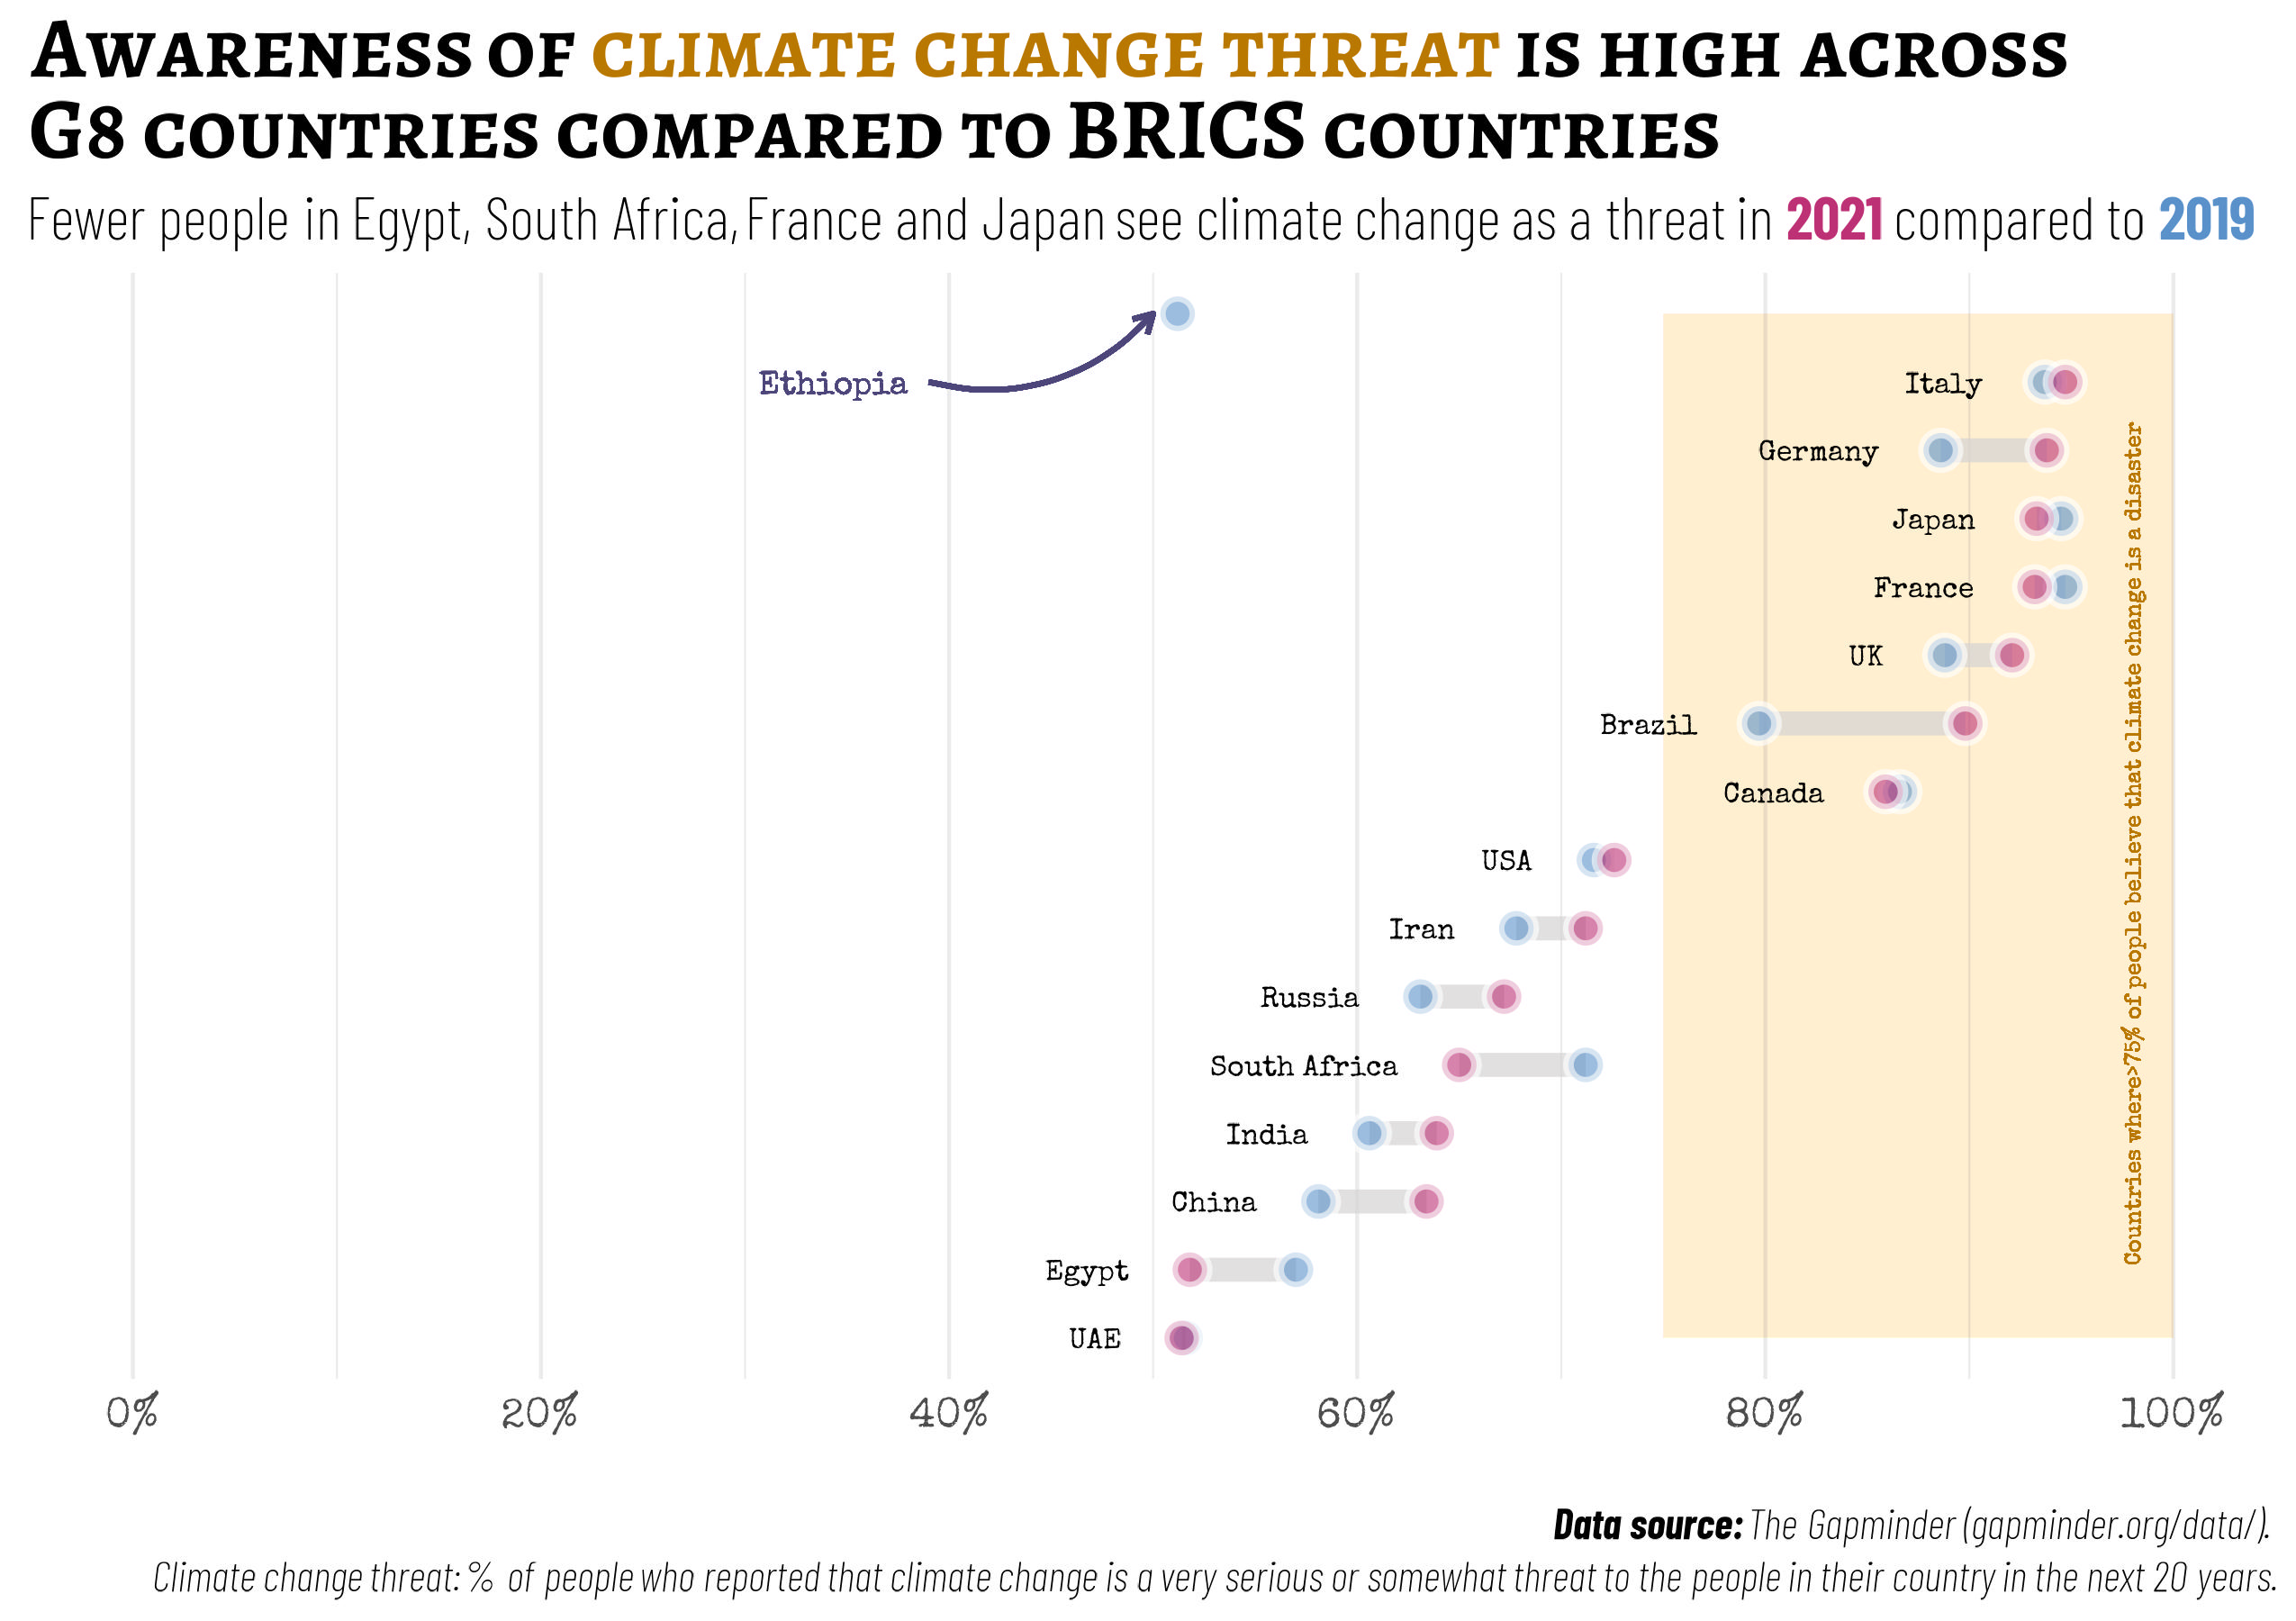 Awareness of climate change threat is high across
G8 countries compared to BRICS countries
Fewer people in Egypt, South Africa, France and Japan see climate change as a threat in 2021 compared to 2019
Ethiopia
Italy
Germany
Japan
France
UK
Brazil
Canada
USA
Iran
Russia
South Africa
India
China
Egypt
UAE
Countries where>75% of people believe that climate change is a disaster
0% 20% 40% 60% 80% 100%
Data source: The Gapminder (gapminder.org/data/).
Climate change threat: % of people who reported that climate change is a very serious or somewhat threat to the people in their country in the next 20 years.